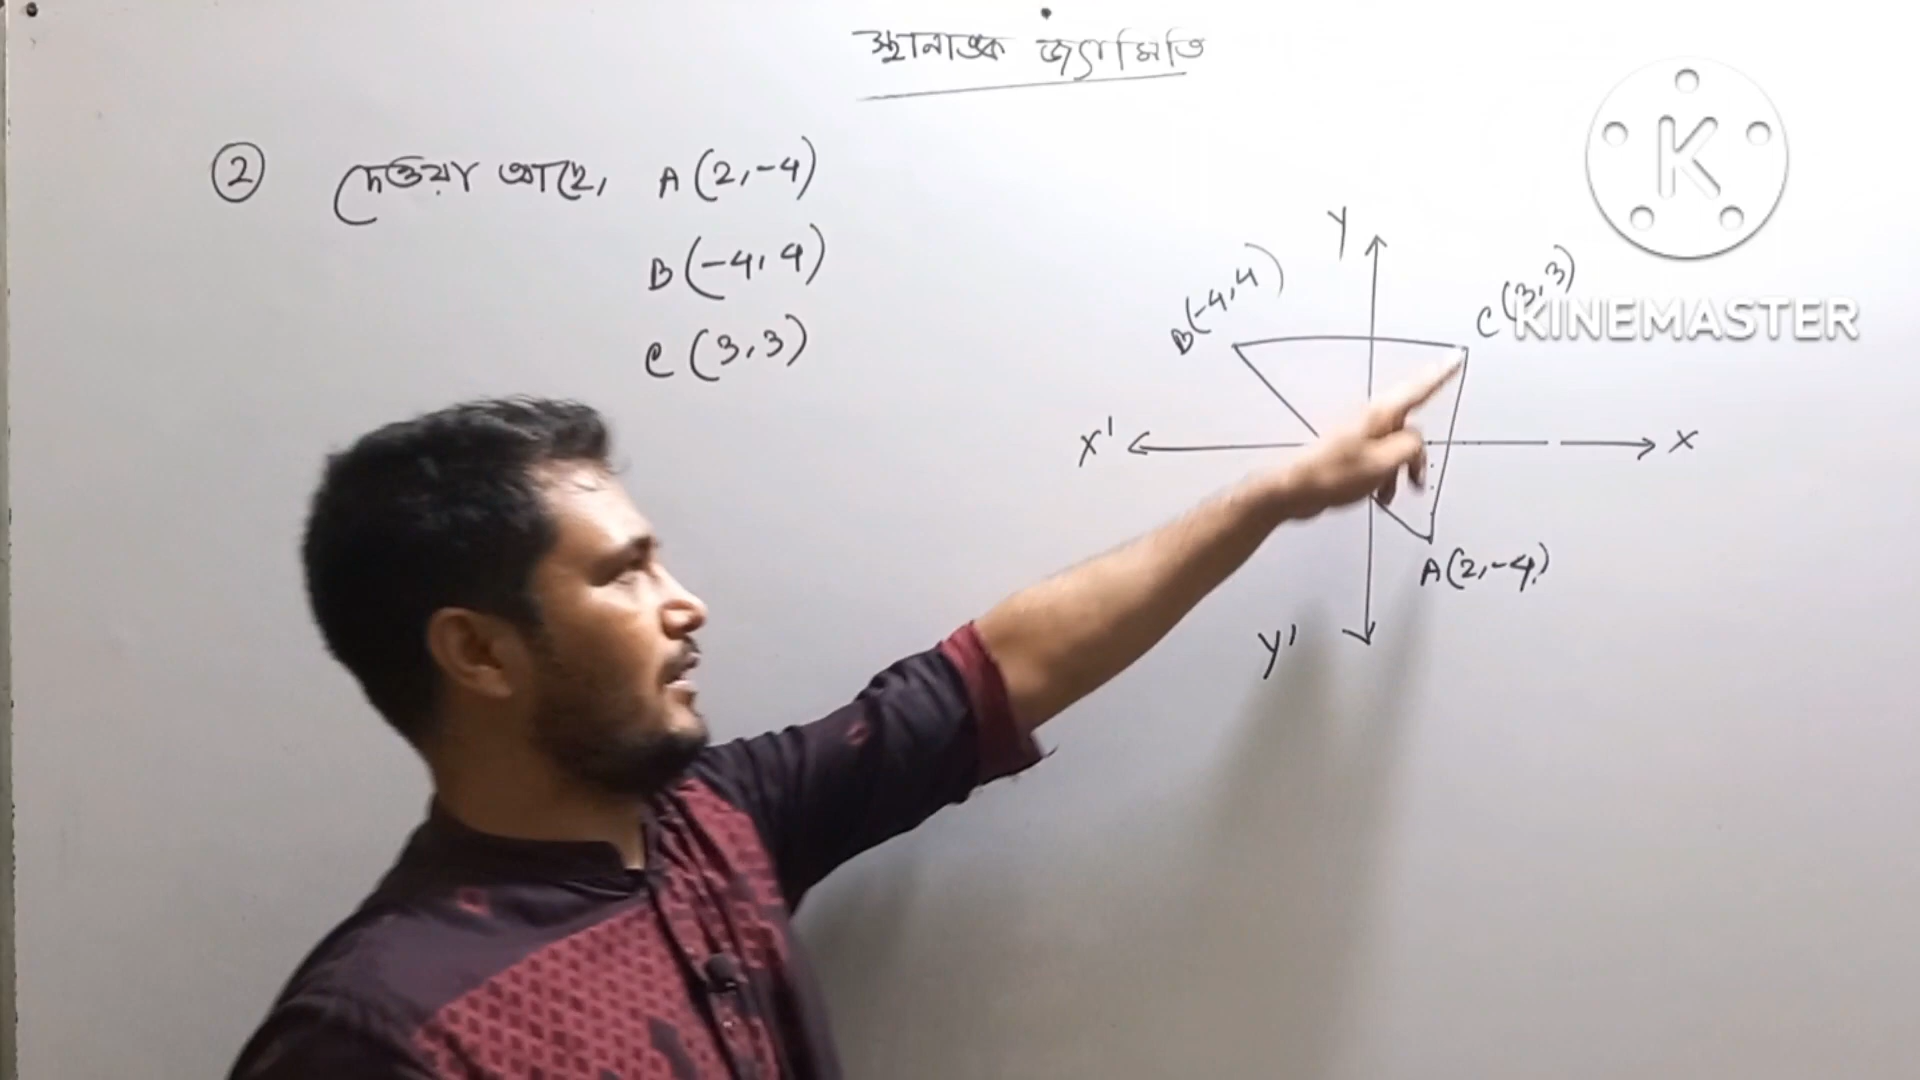 স্থানাঙ্ক জ্যামিতি
② দেওয়া আছে, A (2, -4)
B (-4, 4)
C (3, 3)
Y
B(-4, 4)
C (3, 3)
X' X
A(2, -4)
Y'
K
KINEMASTER